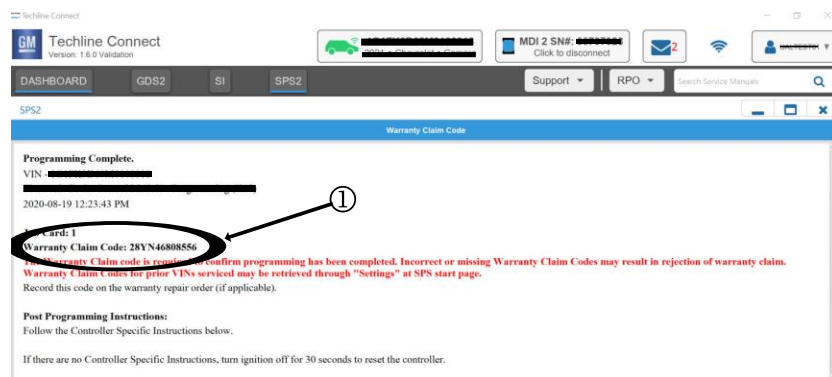 Techline Connect
GM
Techline Connect
Version: 1.6.0 Validation
MDI 2 SN#:
Click to disconnect
2
DASHBOARD GDS2 SI SPS2 Support RPO Search Service Manuals
SPS2
Warranty Claim Code
Programming Complete.
VIN -
2020-08-19 12:23:43 PM
1
Card: 1
Warranty Claim Code: 28YN46808556
The Warranty Claim code is required to confirm programming has been completed. Incorrect or missing Warranty Claim Codes may result in rejection of warranty claim.
Warranty Claim Codes for prior VINs serviced may be retrieved through "Settings" at SPS start page.
Record this code on the warranty repair order (if applicable).
Post Programming Instructions:
Follow the Controller Specific Instructions below.
If there are no Controller Specific Instructions, turn ignition off for 30 seconds to reset the controller.